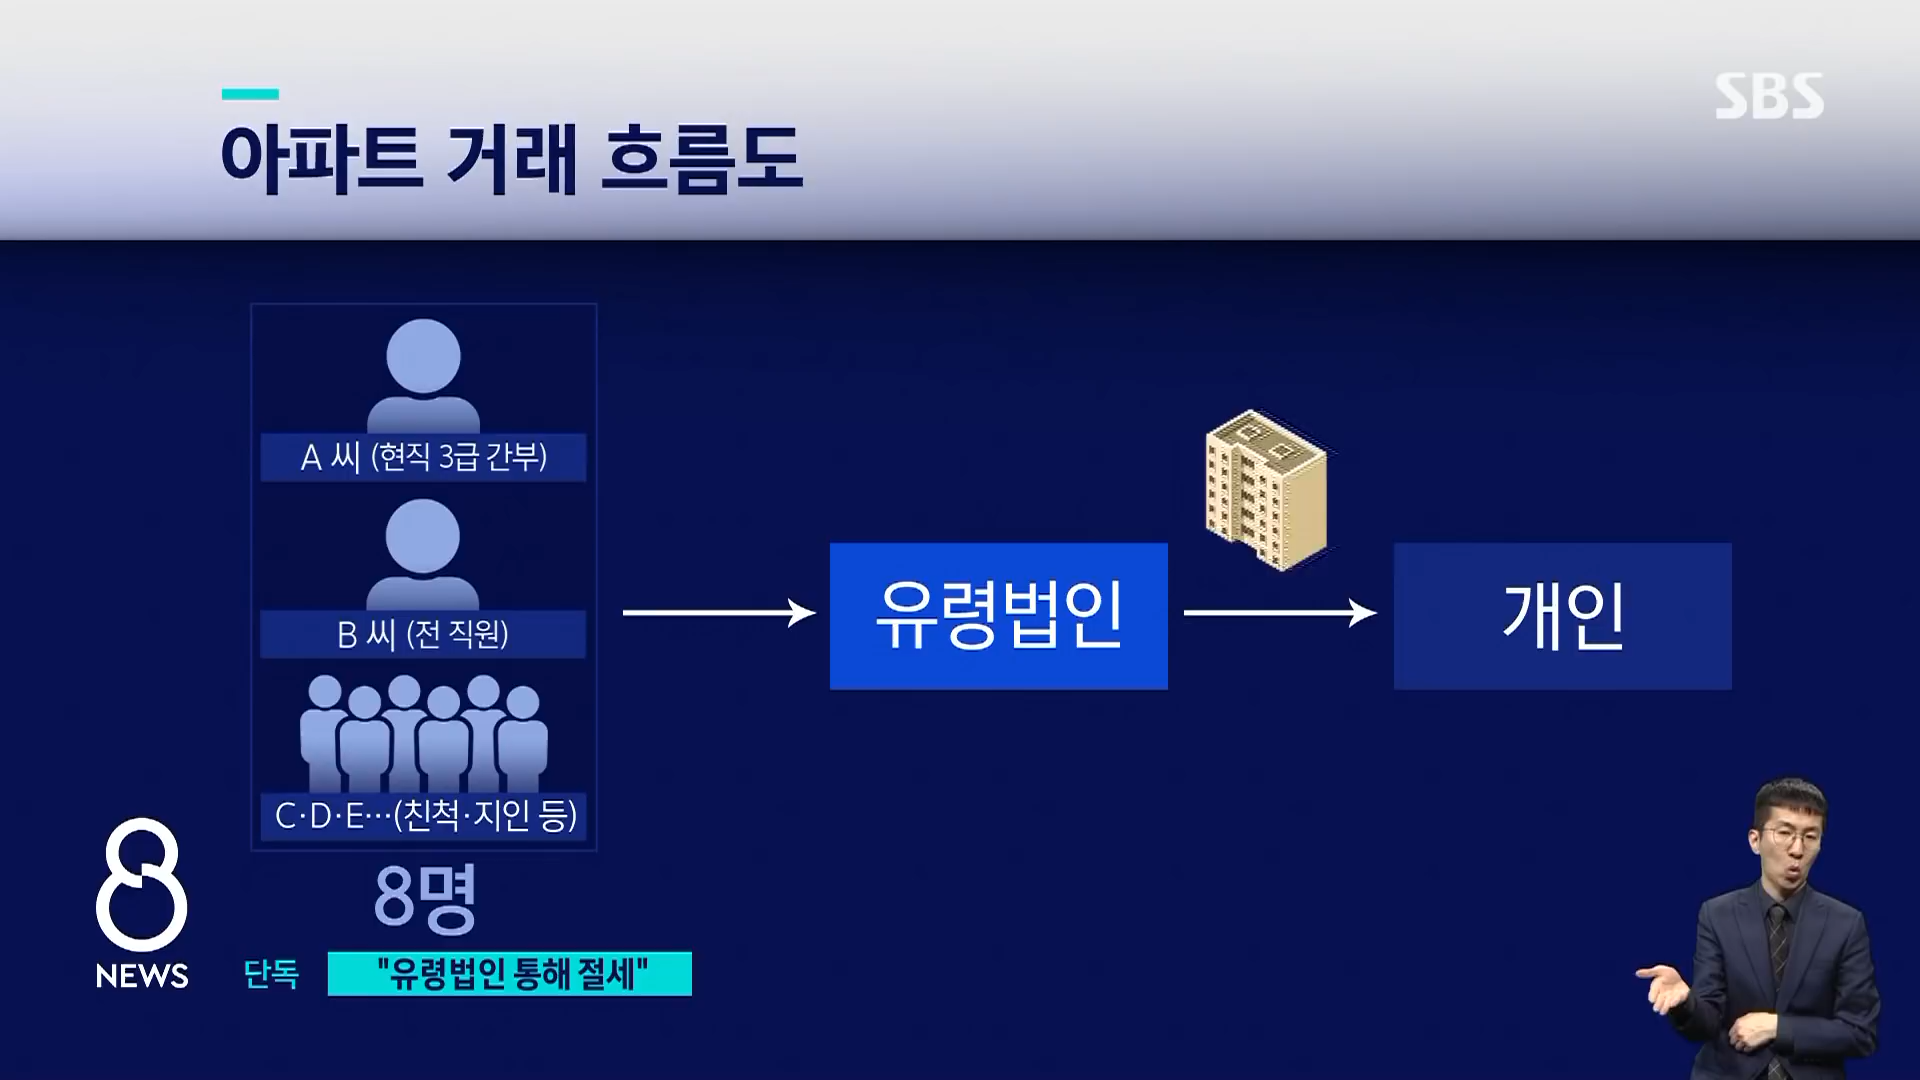 SBS
아파트 거래 흐름도
A 씨 (현직 3급 간부)
B 씨 (전 직원)
C·D·E···(친척·지인 등)
8명
유령법인
개인
8
NEWS
단독
"유령법인 통해 절세"